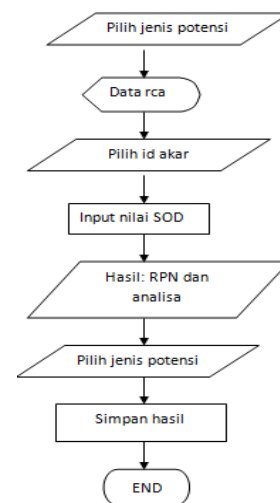 Pilih jenis potensi
Data rca
Pilih id akar
Input nilai SOD
Hasil: RPN dan
analisa
Pilih jenis potensi
Simpan hasil
END